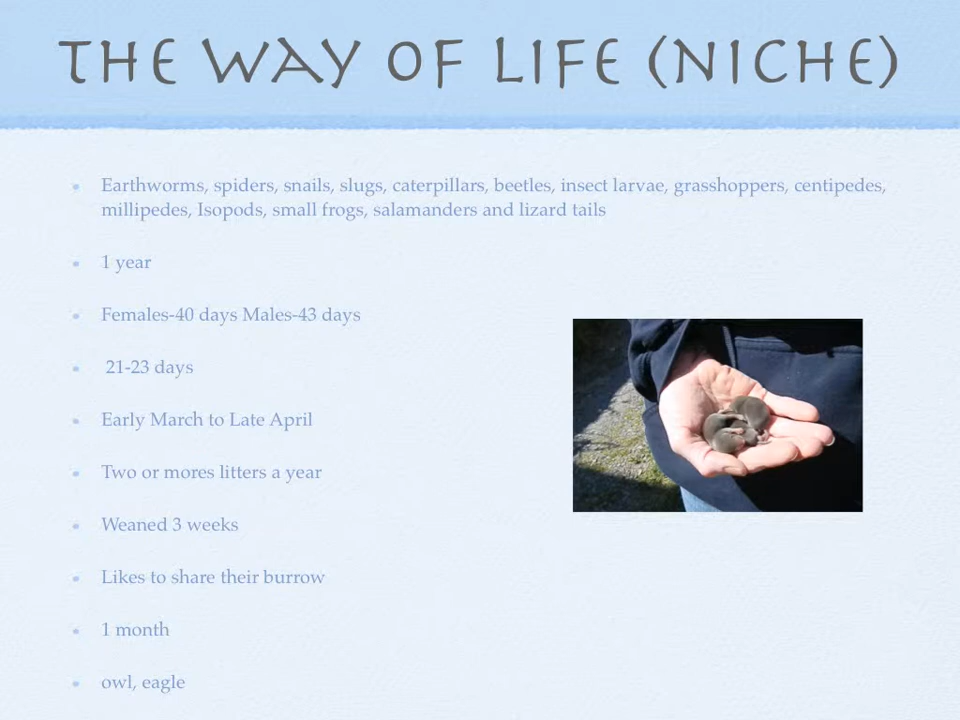 THE WAY OF LIFE (NICHE)
Earthworms, spiders, snails, slugs, caterpillars, beetles, insect larvae, grasshoppers, centipedes,
millipedes, Isopods, small frogs, salamanders and lizard tails
1 year
Females-40 days Males-43 days
21-23 days
Early March to Late April
Two or mores litters a year
Weaned 3 weeks
Likes to share their burrow
1 month
owl, eagle